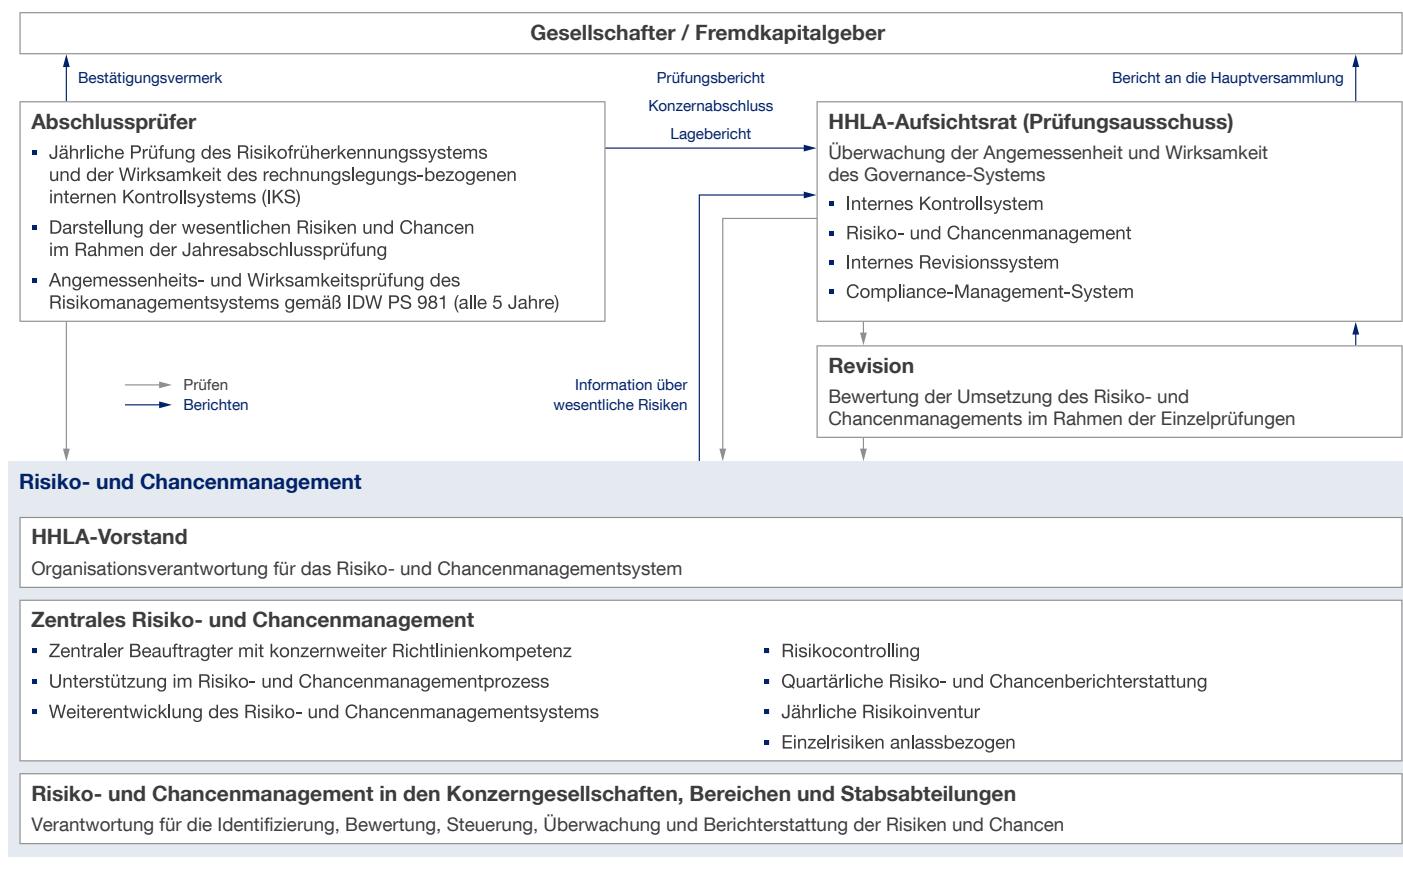 Gesellschafter / Fremdkapitalgeber
Bestätigungsvermerk
Prüfungsbericht
Konzernabschluss
Lagebericht
Bericht an die Hauptversammlung
Abschlussprüfer
▪ Jährliche Prüfung des Risikofrüherkennungssystems
und der Wirksamkeit des rechnungslegungs-bezogenen
internen Kontrollsystems (IKS)
▪ Darstellung der wesentlichen Risiken und Chancen
im Rahmen der Jahresabschlussprüfung
▪ Angemessenheits- und Wirksamkeitsprüfung des
Risikomanagementsystems gemäß IDW PS 981 (alle 5 Jahre)
HHLA-Aufsichtsrat (Prüfungsausschuss)
Überwachung der Angemessenheit und Wirksamkeit
des Governance-Systems
▪ Internes Kontrollsystem
▪ Risiko- und Chancenmanagement
▪ Internes Revisionssystem
▪ Compliance-Management-System
Prüfen
Berichten
Information über
wesentliche Risiken
Revision
Bewertung der Umsetzung des Risiko- und
Chancenmanagements im Rahmen der Einzelprüfungen
Risiko- und Chancenmanagement
HHLA-Vorstand
Organisationsverantwortung für das Risiko- und Chancenmanagementsystem
Zentrales Risiko- und Chancenmanagement
▪ Zentraler Beauftragter mit konzernweiter Richtlinienkompetenz
▪ Unterstützung im Risiko- und Chancenmanagementprozess
▪ Weiterentwicklung des Risiko- und Chancenmanagementsystems
▪ Risikocontrolling
▪ Quartärliche Risiko- und Chancenberichterstattung
▪ Jährliche Risikoinventur
▪ Einzelrisiken anlassbezogen
Risiko- und Chancenmanagement in den Konzerngesellschaften, Bereichen und Stabsabteilungen
Verantwortung für die Identifizierung, Bewertung, Steuerung, Überwachung und Berichterstattung der Risiken und Chancen